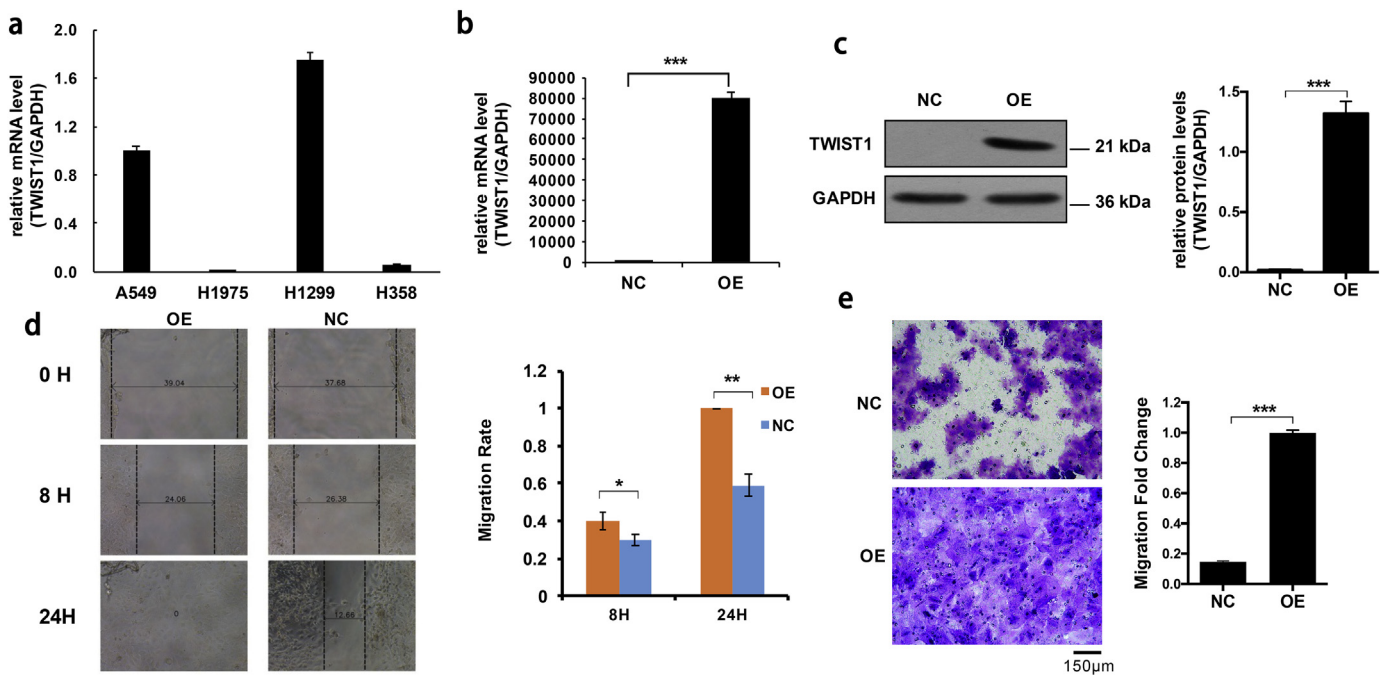 a
relative mRNA level
(TWIST1/GAPDH)
2.0
1.6
1.2
0.8
0.4
0.0
A549 H1975 H1299 H358
b
relative mRNA level
(TWIST1/GAPDH)
90000
80000
70000
60000
50000
40000
30000
20000
10000
0
***
NC OE
c
NC OE
TWIST1 21 kDa
GAPDH 36 kDa
relative protein levels
(TWIST1/GAPDH)
1.5
1.0
0.5
0.0
***
NC OE
d
OE NC
0 H
39.04 37.68
8 H
24.06 26.38
24H
0 12.66
Migration Rate
1.2
1
0.8
0.6
0.4
0.2
0
*
**
OE
NC
8H 24H
e
NC
OE
150μm
Migration Fold Change
1.2
1.0
0.8
0.6
0.4
0.2
0.0
***
NC OE